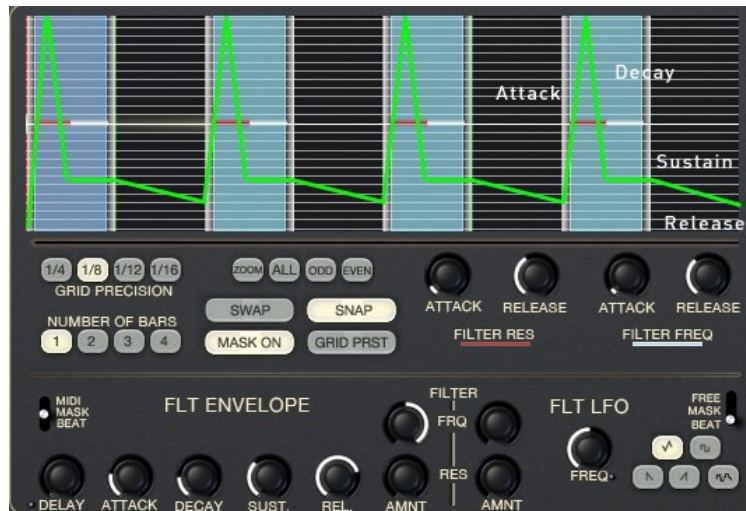 Decay
Attack
Sustain
Release
1/4 1/8 1/12 1/16
GRID PRECISION
ZOOM ALL ODD EVEN
ATTACK RELEASE ATTACK RELEASE
NUMBER OF BARS
SWAP SNAP
1 2 3 4
MASK ON GRID PRST
FILTER RES FILTER FREQ
MIDI
MASK
BEAT
FLT ENVELOPE
FILTER
FRQ
RES
FLT LFO
FREE
MASK
BEAT
FREQ
DELAY ATTACK DECAY SUST. REL. AMNT AMNT